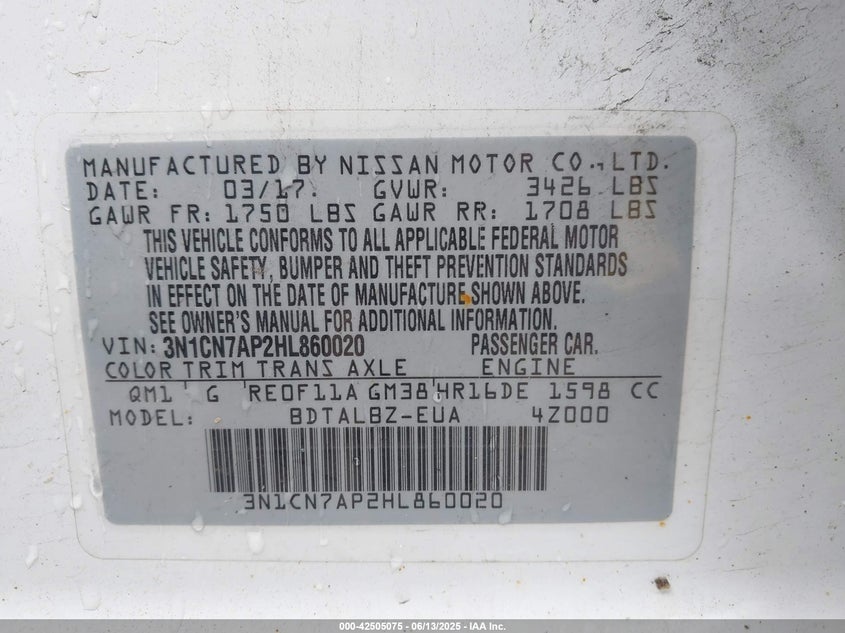 MANUFACTURED BY NISSAN MOTOR CO., LTD.
DATE: 03/17. GVWR: 3426 LBS
GAWR FR: 1750 LBS GAWR RR: 1708 LBS
THIS VEHICLE CONFORMS TO ALL APPLICABLE FEDERAL MOTOR
VEHICLE SAFETY, BUMPER AND THEFT PREVENTION STANDARDS
IN EFFECT ON THE DATE OF MANUFACTURE SHOWN ABOVE.
SEE OWNER'S MANUAL FOR ADDITIONAL INFORMATION.
VIN: 3N1CN7AP2HL860020 PASSENGER CAR.
COLOR TRIM TRANS AXLE ENGINE
QM1 G RE0F11A GM38 HR16DE 1598 CC
MODEL: BDTALBZ-EUA 4Z000
3N1CN7AP2HL860020
000-42505075 - 06/13/2025 - IAA Inc.